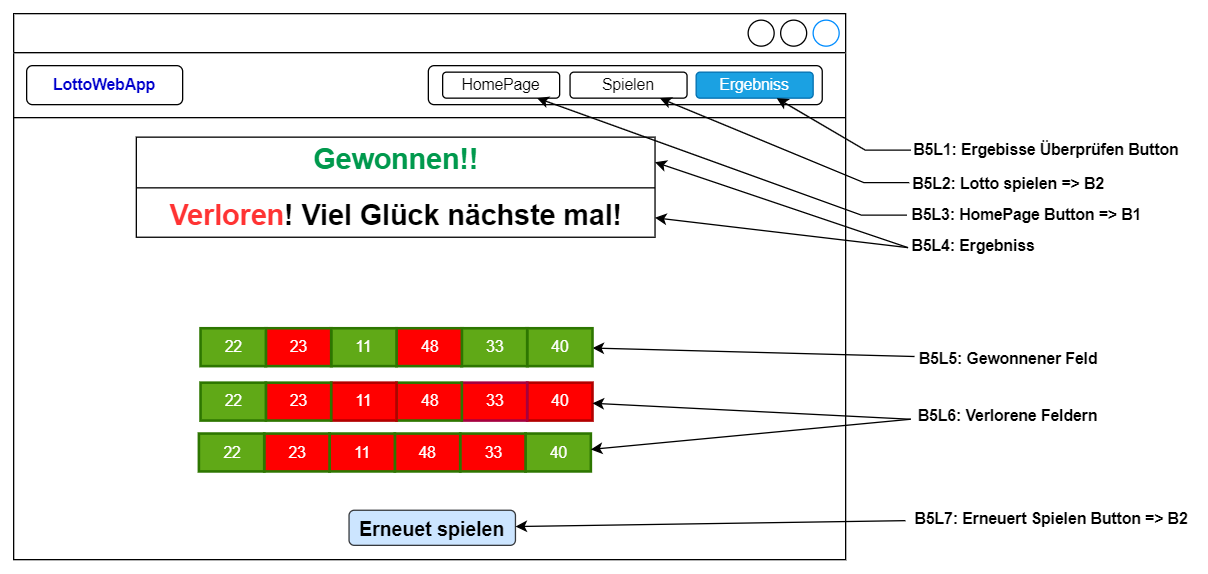 LottoWebApp
HomePage Spielen Ergebniss
Gewonnen!!
Verloren! Viel Glück nächste mal!
22 23 11 48 33 40
22 23 11 48 33 40
22 23 11 48 33 40
Erneuet spielen
B5L1: Ergebisse Überprüfen Button
B5L2: Lotto spielen => B2
B5L3: HomePage Button => B1
B5L4: Ergebniss
B5L5: Gewonnener Feld
B5L6: Verlorene Feldern
B5L7: Erneuert Spielen Button => B2